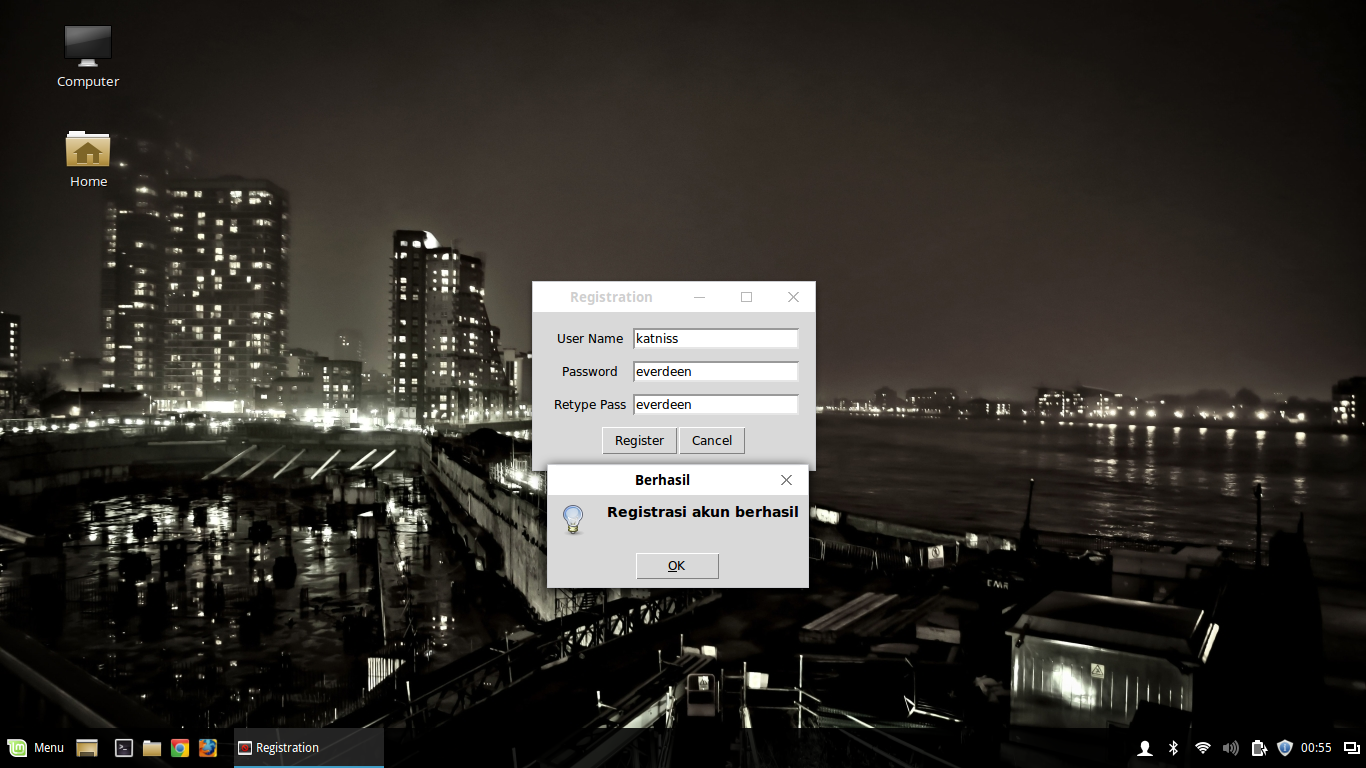 Computer
Home
Registration
User Name katniss
Password everdeen
Retype Pass everdeen
Register Cancel
Berhasil
Registrasi akun berhasil
OK
Menu Registration 00:55